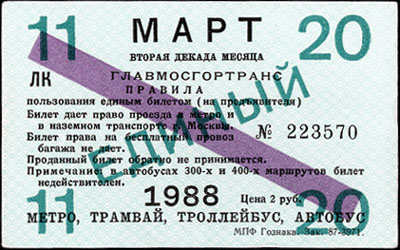 11 МАРТ 20
ВТОРАЯ ДЕКАДА МЕСЯЦА
ЛК ГЛАВМОСГОРТРАНС
ПРАВИЛА
пользования единым билетом (на предъявителя)
Билет дает право проезда в метро и
в наземном транспорте г. Москвы.
Билет права на бесплатный провоз
багажа не дает. № 223570
Проданный билет обратно не принимается.
Примечание: в автобусах 300-х и 400-х маршрутов билет
недействителен.
ЕДИНЫЙ
11 1988 Цена 2 руб. 20
МЕТРО, ТРАМВАЙ, ТРОЛЛЕЙБУС, АВТОБУС
МПФ Гознака. Зак. 87-3971.